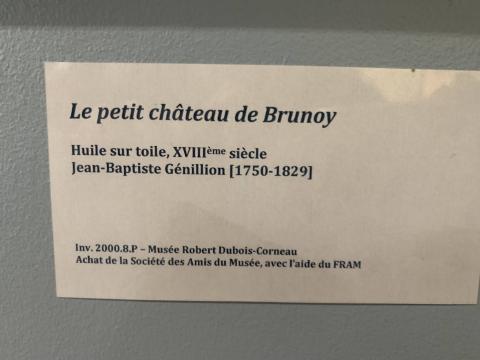 Le petit château de Brunoy
Huile sur toile, XVIIIème siècle
Jean-Baptiste Génillion [1750-1829]
Inv. 2000.8.P – Musée Robert Dubois-Corneau
Achat de la Société des Amis du Musée, avec l'aide du FRAM